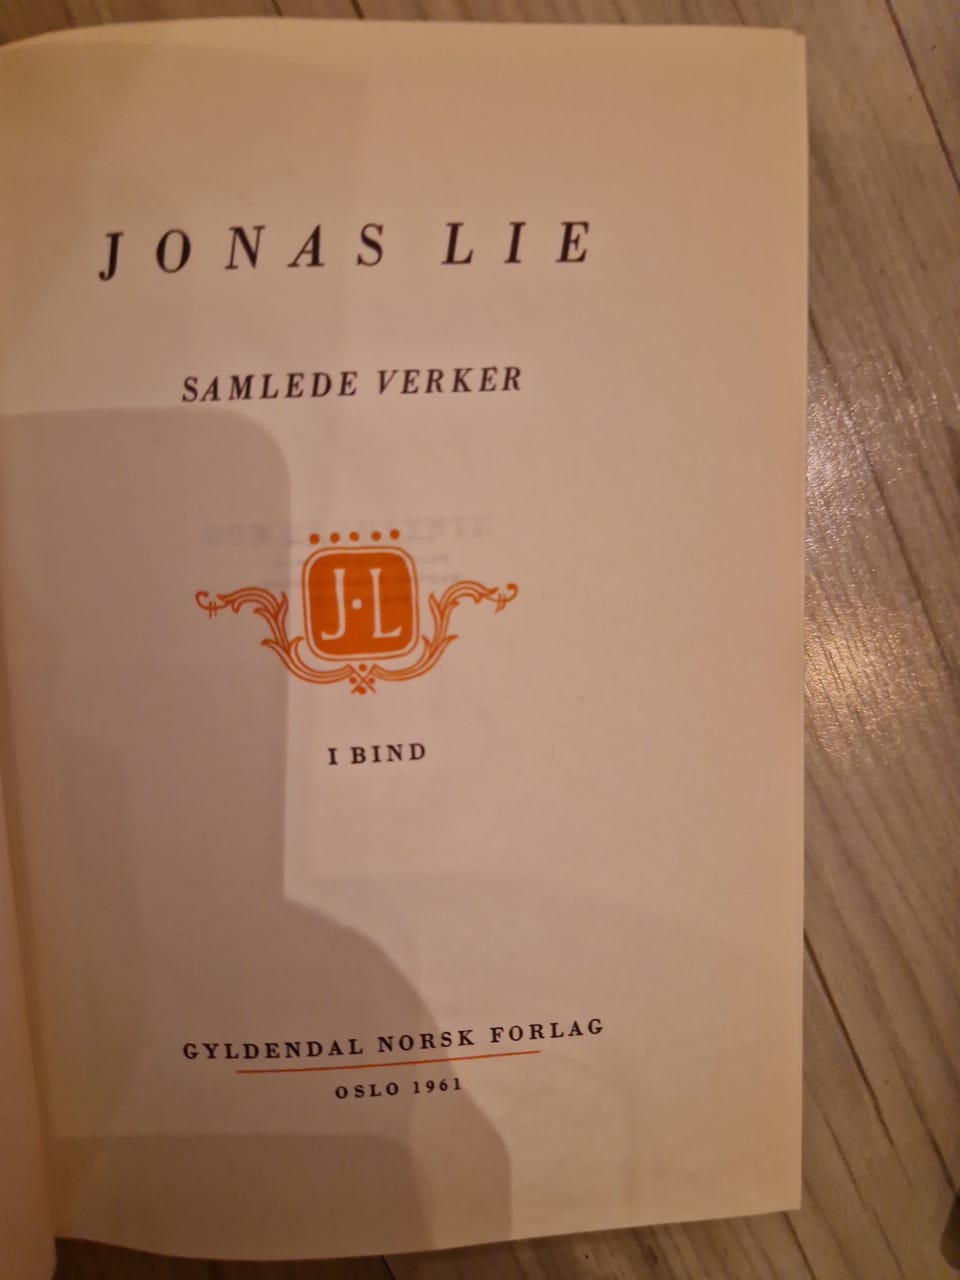 JONAS LIE
SAMLEDE VERKER
J·L
I BIND
GYLDENDAL NORSK FORLAG
OSLO 1961